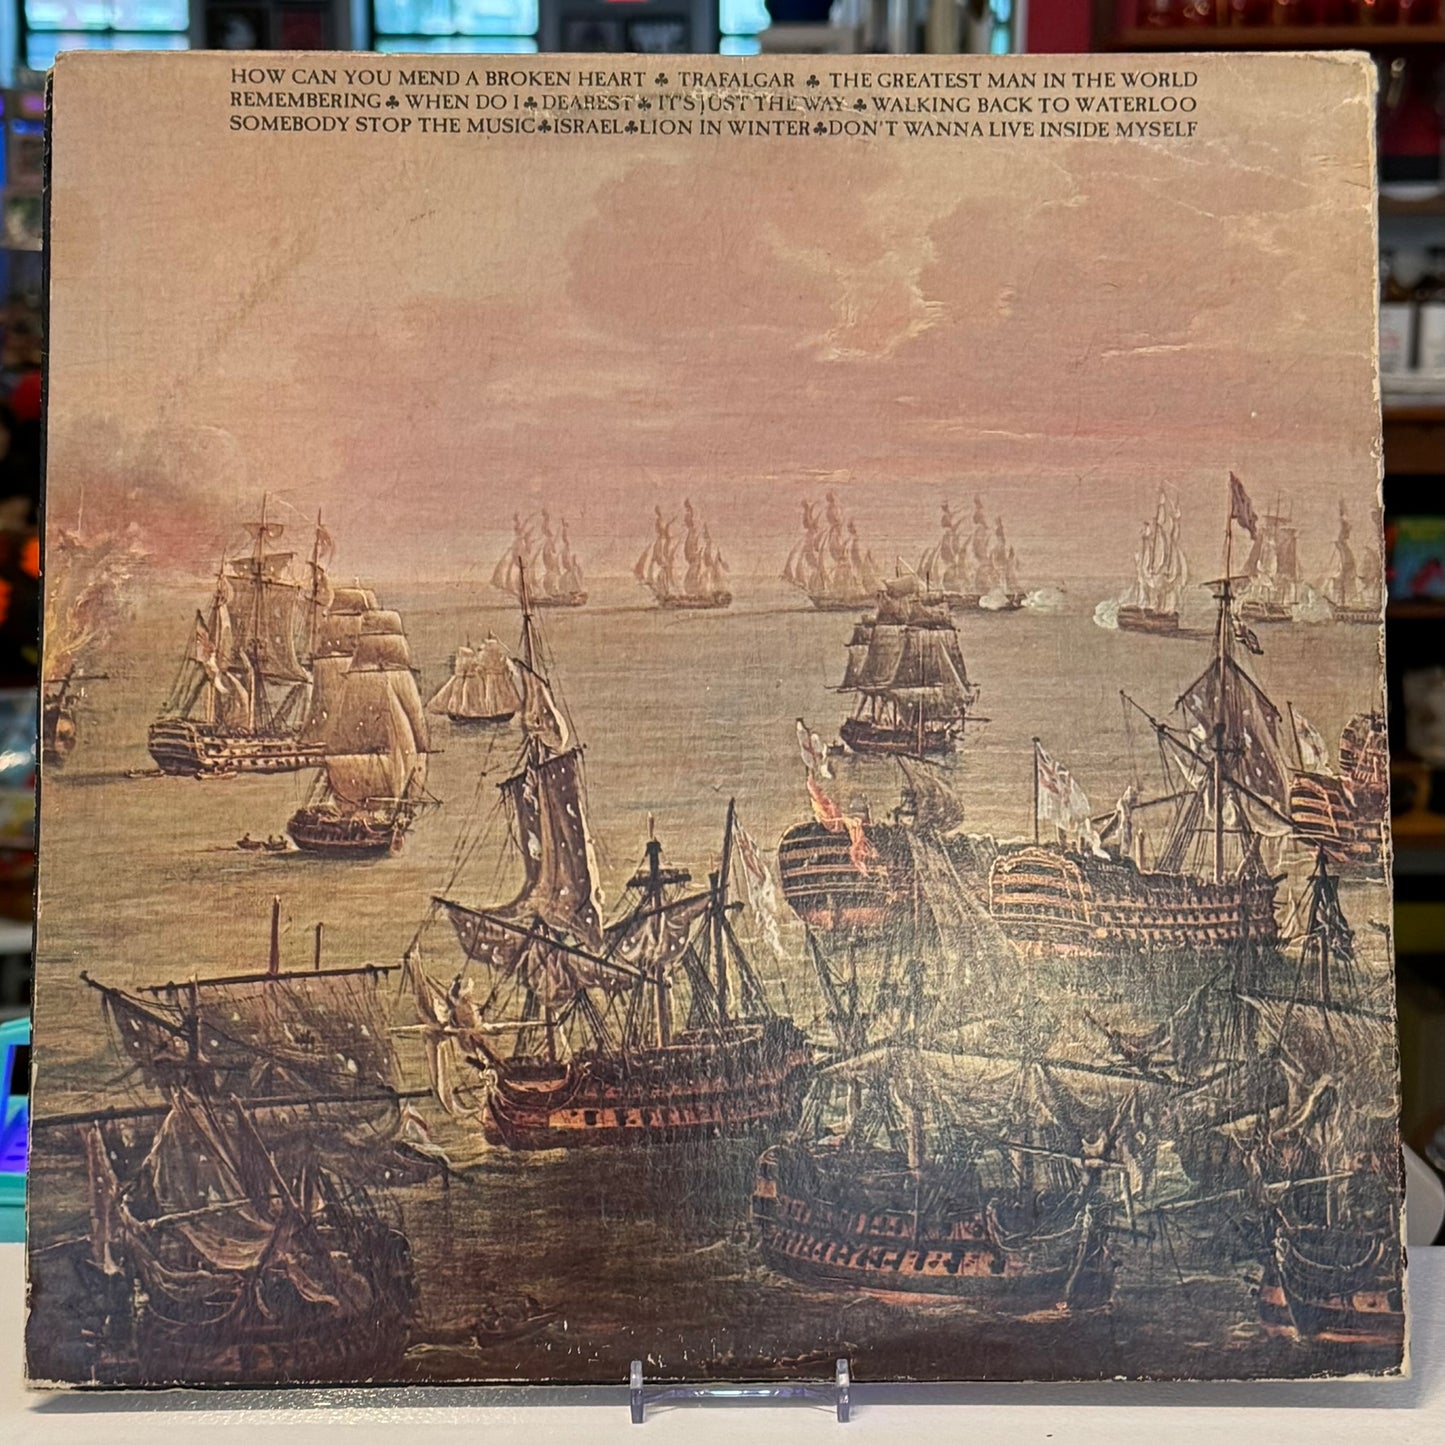 HOW CAN YOU MEND A BROKEN HEART ♣ TRAFALGAR ♣ THE GREATEST MAN IN THE WORLD
REMEMBERING ♣ WHEN DO I ♣ DEAREST ♣ IT'S JUST THE WAY ♣ WALKING BACK TO WATERLOO
SOMEBODY STOP THE MUSIC ♣ ISRAEL ♣ LION IN WINTER ♣ DON'T WANNA LIVE INSIDE MYSELF